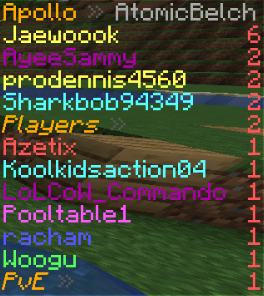 Apollo » AtomicBelch
Jaewoook 6
AyeeSammy 2
prodennis4560 2
Sharkbob94349 2
Players » 2
Azetix 1
Koolkidsaction04 1
LoLCoW_Commando 1
Pooltable1 1
racham 1
Woogu 1
PvE » 1